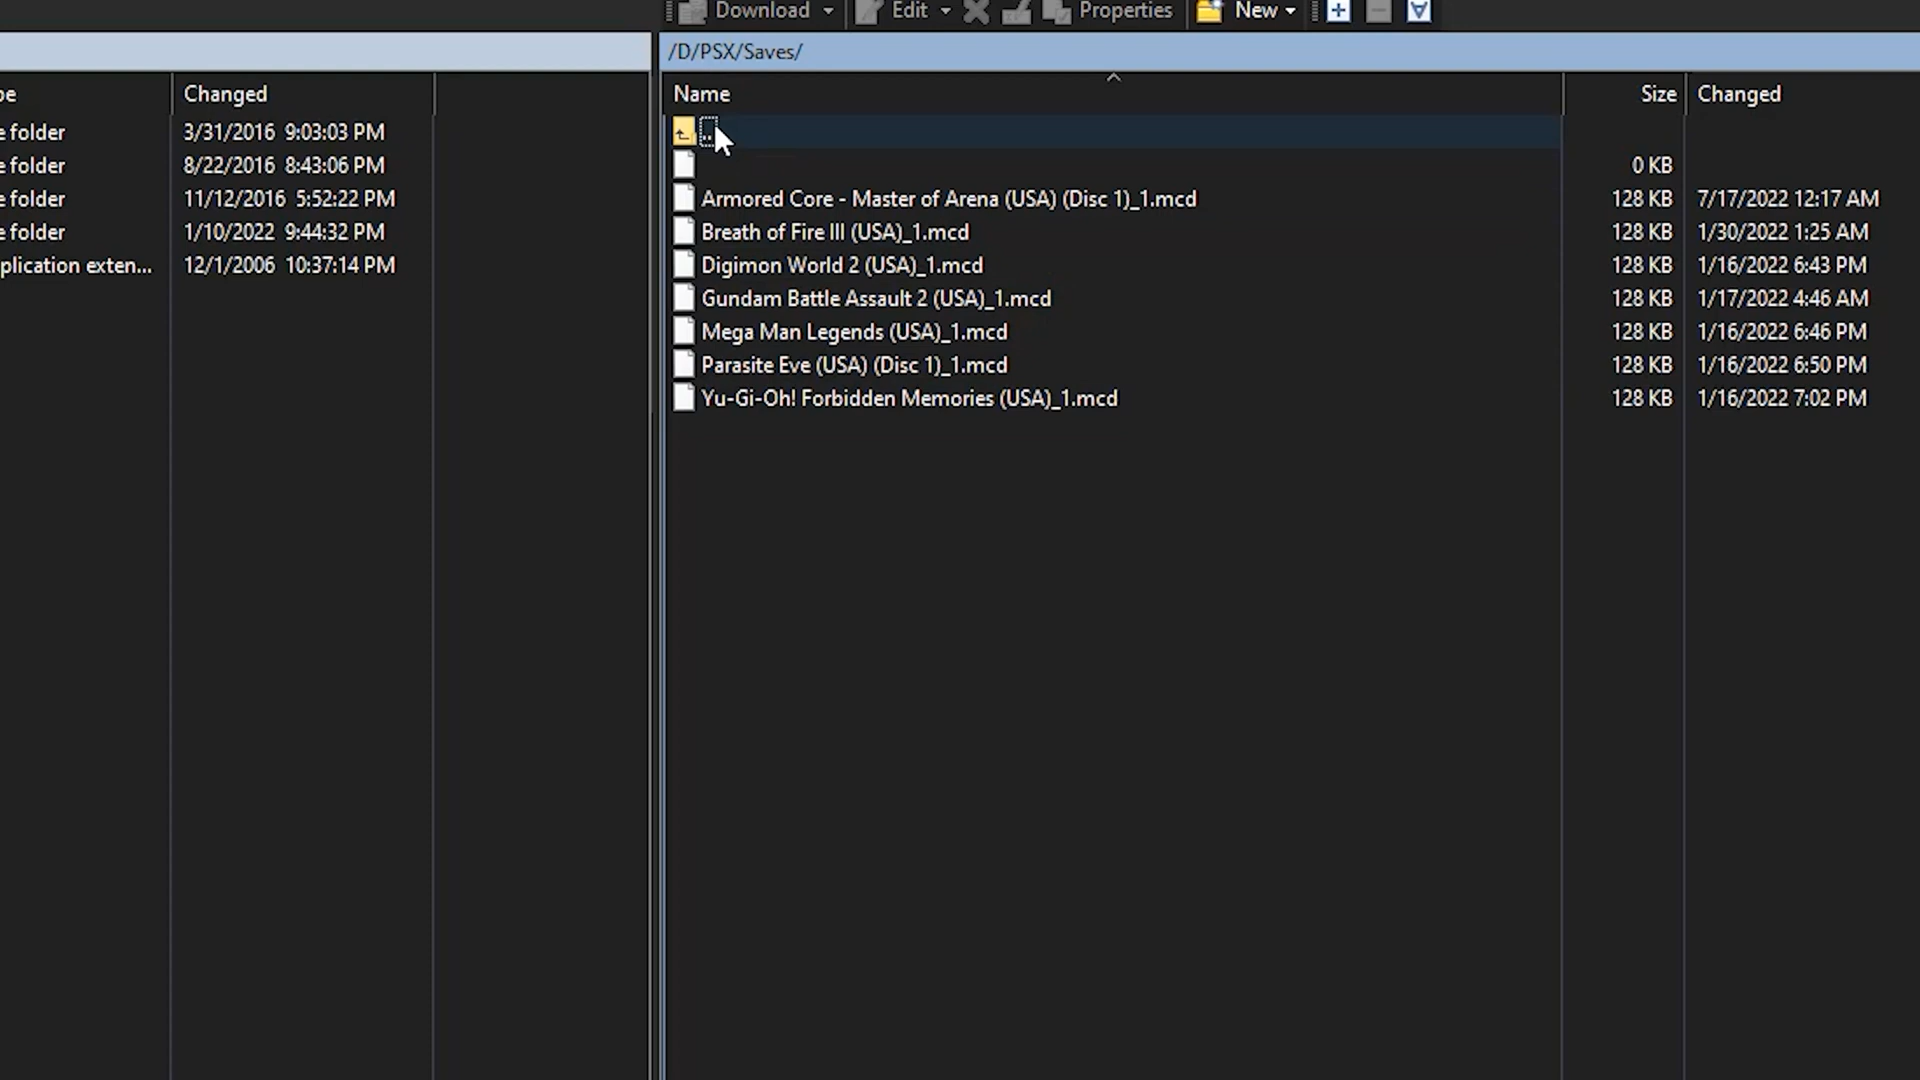 Download Edit Properties New
/D/PSX/Saves/
Changed Name Size Changed
e folder 3/31/2016 9:03:03 PM ..
e folder 8/22/2016 8:43:06 PM 0 KB
e folder 11/12/2016 5:52:22 PM Armored Core - Master of Arena (USA) (Disc 1)_1.mcd 128 KB 7/17/2022 12:17 AM
e folder 1/10/2022 9:44:32 PM Breath of Fire III (USA)_1.mcd 128 KB 1/30/2022 1:25 AM
plication exten... 12/1/2006 10:37:14 PM Digimon World 2 (USA)_1.mcd 128 KB 1/16/2022 6:43 PM
Gundam Battle Assault 2 (USA)_1.mcd 128 KB 1/17/2022 4:46 AM
Mega Man Legends (USA)_1.mcd 128 KB 1/16/2022 6:46 PM
Parasite Eve (USA) (Disc 1)_1.mcd 128 KB 1/16/2022 6:50 PM
Yu-Gi-Oh! Forbidden Memories (USA)_1.mcd 128 KB 1/16/2022 7:02 PM